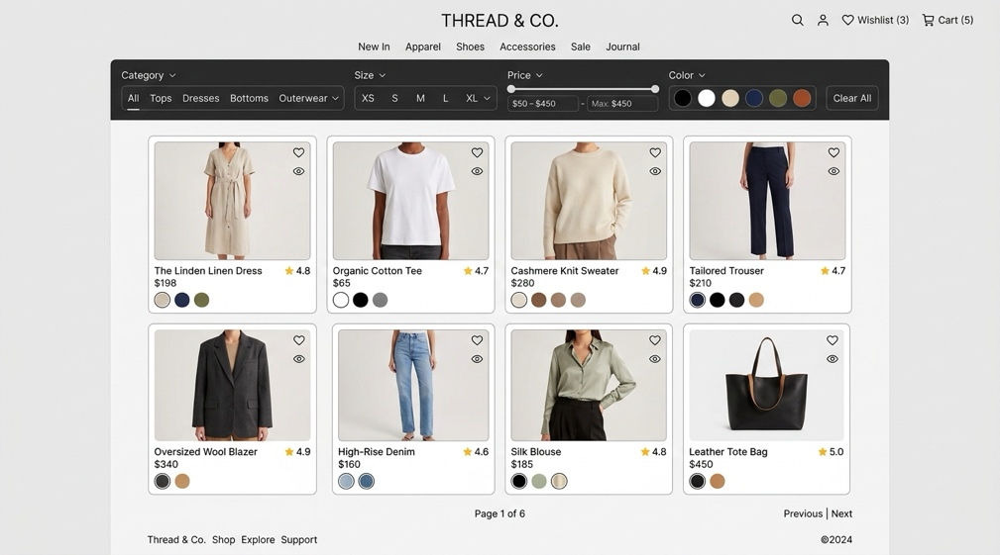 THREAD & CO.
Wishlist (3)
Cart (5)
New In Apparel Shoes Accessories Sale Journal
Category
All Tops Dresses Bottoms Outerwear
Size
XS S M L XL
Price
$50 – $450 - Max: $450
Color
Clear All
The Linden Linen Dress 4.8
$198
Organic Cotton Tee 4.7
$65
Cashmere Knit Sweater 4.9
$280
Tailored Trouser 4.7
$210
Oversized Wool Blazer 4.9
$340
High-Rise Denim 4.6
$160
Silk Blouse 4.8
$185
Leather Tote Bag 5.0
$450
Page 1 of 6
Previous | Next
Thread & Co. Shop Explore Support
©2024